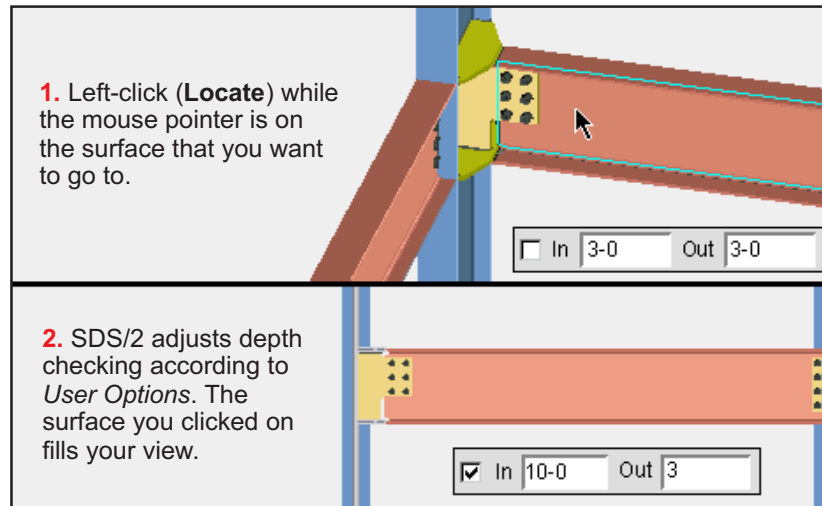 1. Left-click (Locate) while
the mouse pointer is on
the surface that you want
to go to.
In 3-0 Out 3-0
2. SDS/2 adjusts depth
checking according to
User Options. The
surface you clicked on
fills your view.
In 10-0 Out 3